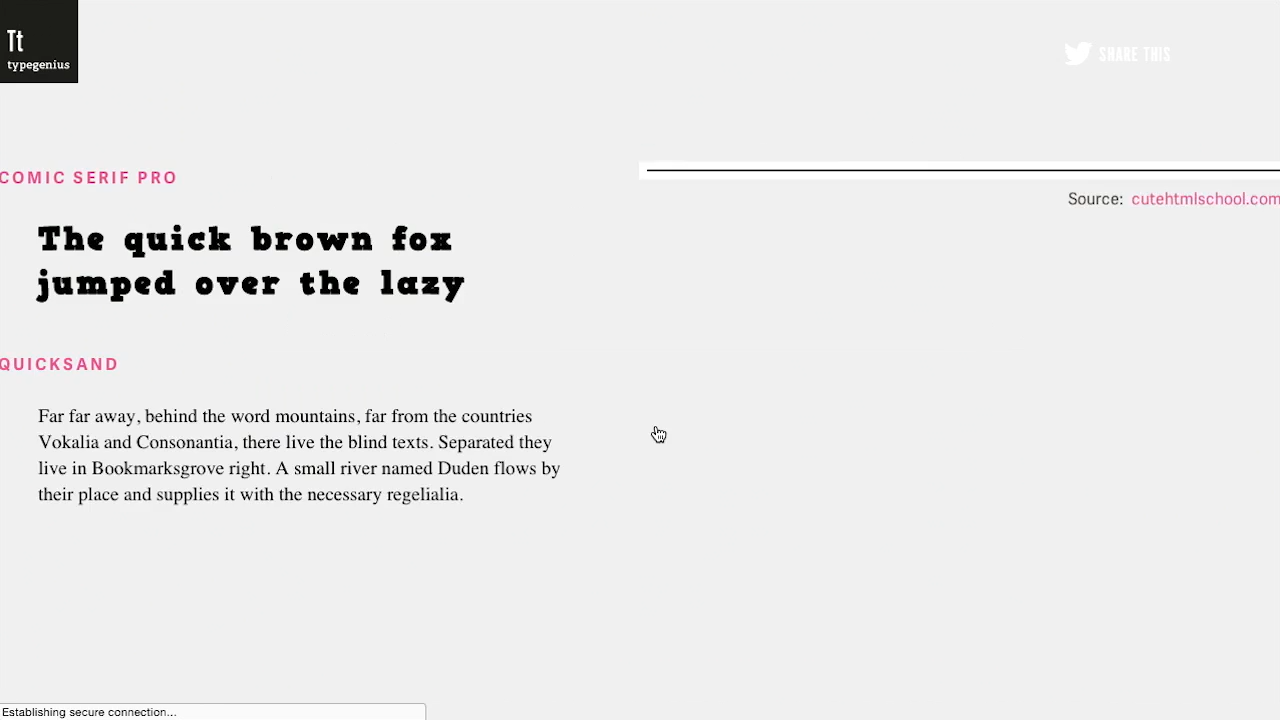 Tt
typegenius
SHARE THIS
COMIC SERIF PRO
Source: cutehtmlschool.com
The quick brown fox
jumped over the lazy
QUICKSAND
Far far away, behind the word mountains, far from the countries
Vokalia and Consonantia, there live the blind texts. Separated they
live in Bookmarksgrove right. A small river named Duden flows by
their place and supplies it with the necessary regelialia.
Establishing secure connection...